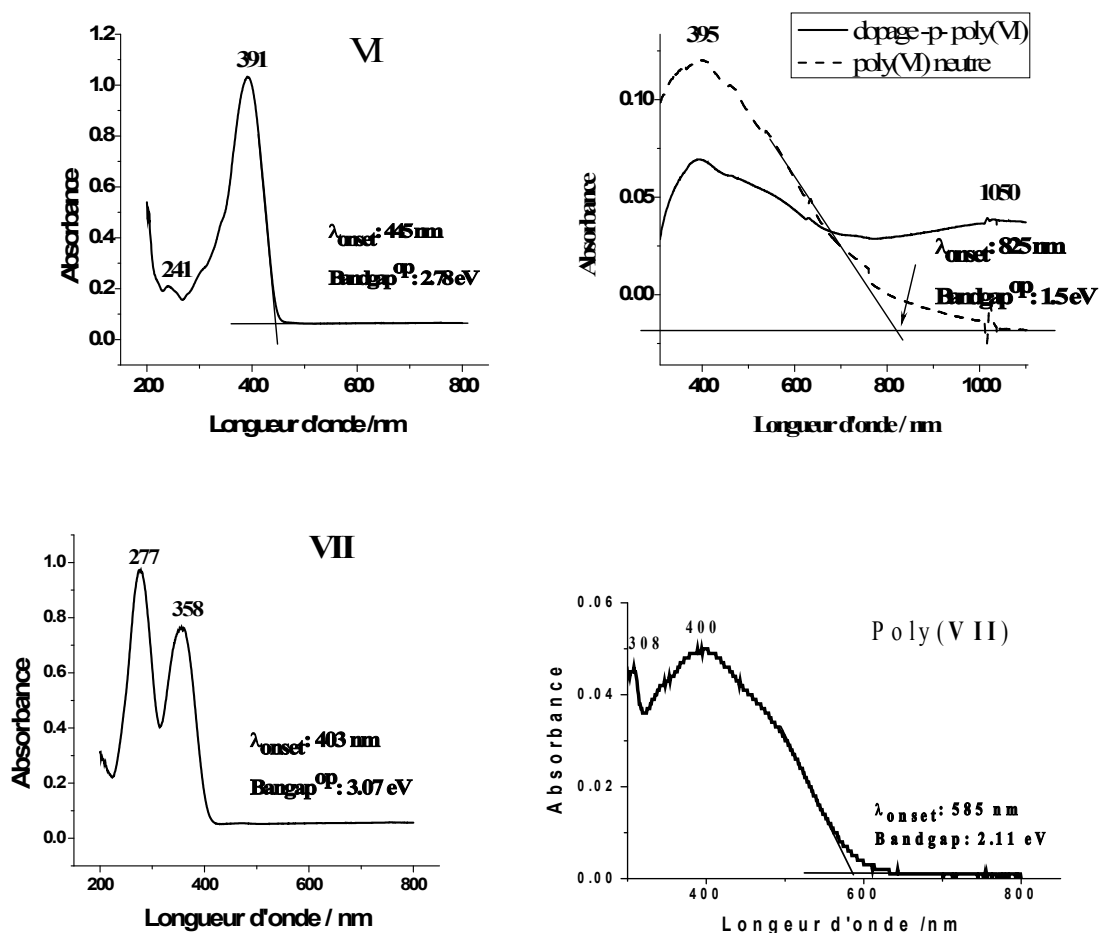 VI
1.2
1.0
0.8
0.6
0.4
0.2
0.0
Absorbance
391
241
λonset: 445 nm
Bandgap op: 2.78 eV
200
400
600
800
Longueur d'onde /nm
395
dopage -p- poly(VI)
poly(VI) neutre
0.10
0.05
0.00
Absorbance
1050
λonset: 825 nm
Bandgap op: 1.5 eV
400
600
800
1000
Longueur d'onde / nm
VII
277
358
1.0
0.8
0.6
0.4
0.2
0.0
Absorbance
λonset: 403 nm
Bangap op: 3.07 eV
200
400
600
800
Longueur d'onde / nm
Poly(VII)
308
400
0.06
0.04
0.02
0.00
Absorbance
λonset: 585 nm
Bandgap: 2.11 eV
400
600
800
Longeur d'onde /nm